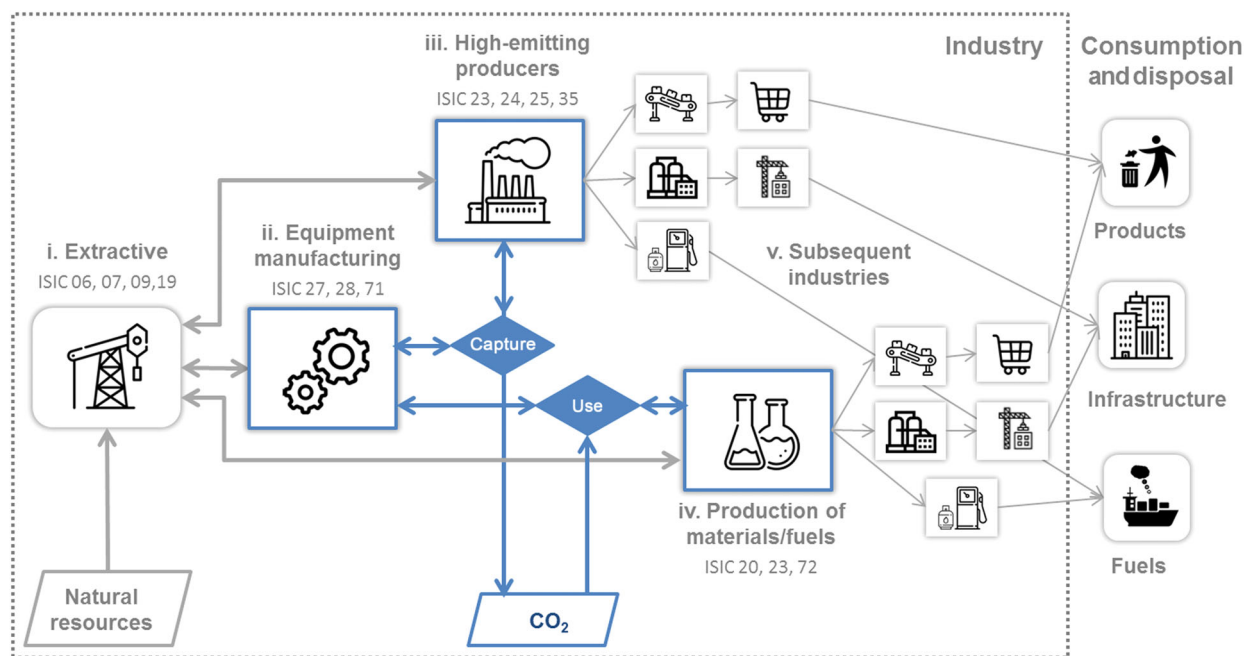 iii. High-emitting
producers
ISIC 23, 24, 25, 35
Industry
Consumption
and disposal
i. Extractive
ISIC 06, 07, 09,19
ii. Equipment
manufacturing
ISIC 27, 28, 71
v. Subsequent
industries
Products
Capture
Use
Infrastructure
iv. Production of
materials/fuels
ISIC 20, 23, 72
Fuels
Natural
resources
CO₂